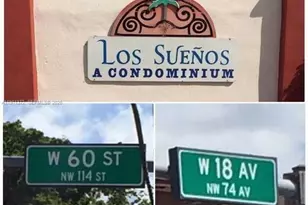 LOS SUEÑOS
A CONDOMINIUM
W 60 ST
NW 114 ST
W 18 AV
NW 74 AV